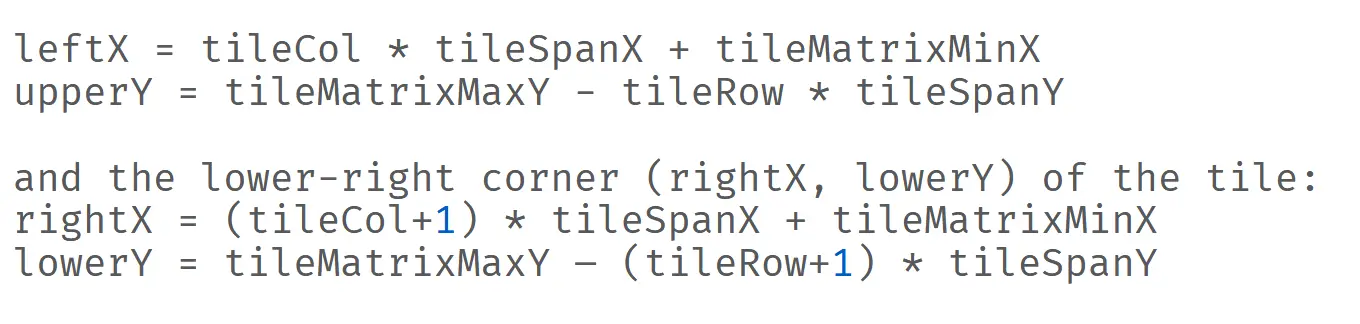 leftX = tileCol * tileSpanX + tileMatrixMinX
upperY = tileMatrixMaxY - tileRow * tileSpanY
and the lower-right corner (rightX, lowerY) of the tile:
rightX = (tileCol+1) * tileSpanX + tileMatrixMinX
lowerY = tileMatrixMaxY – (tileRow+1) * tileSpanY